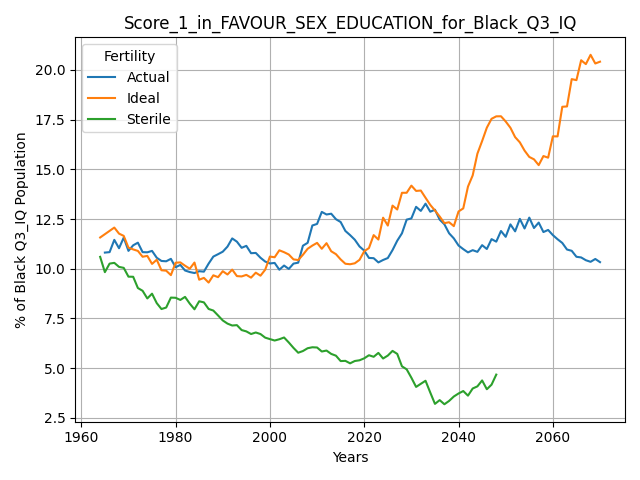 Score_1_in_FAVOUR_SEX_EDUCATION_for_Black_Q3_IQ
Fertility
Actual
Ideal
Sterile
% of Black Q3_IQ Population
20.0
17.5
15.0
12.5
10.0
7.5
5.0
2.5
1960
1980
2000
2020
2040
2060
Years